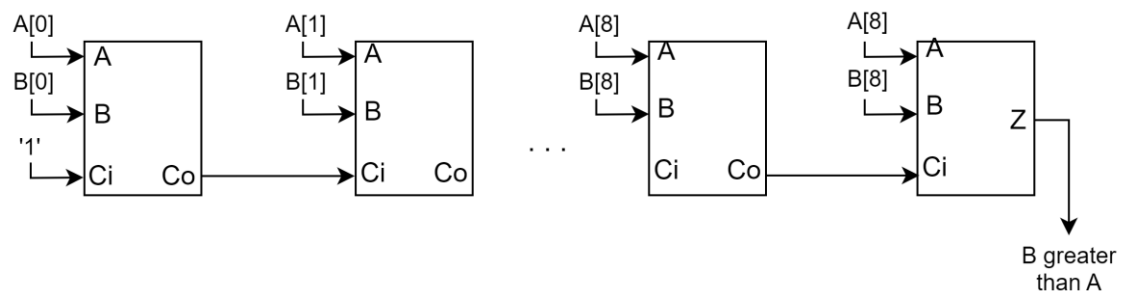 A[0]
A
B[0]
B
'1'
Ci
Co
A[1]
A
B[1]
B
Ci
Co
. . .
A[8]
A
B[8]
B
Ci
Co
A[8]
A
B[8]
B
Ci
Z
B greater
than A